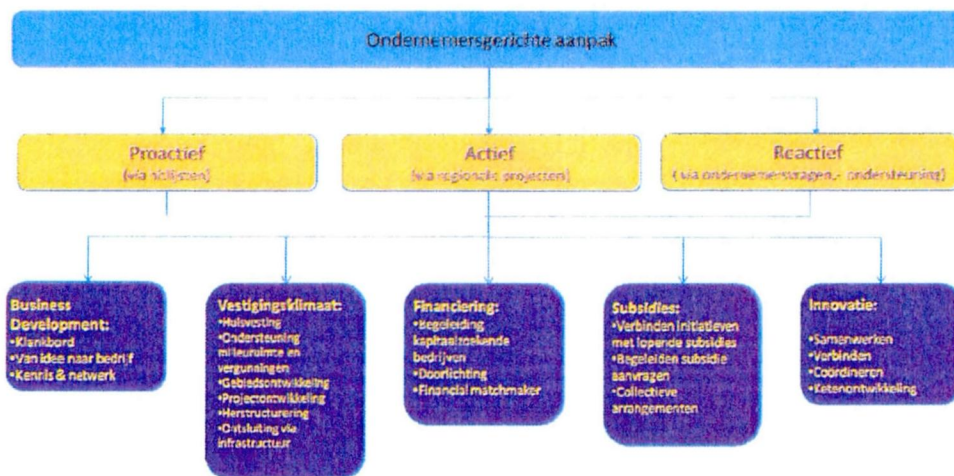 Ondernemersgerichte aanpak
Proactief
(via hitlijsten)
Actief
(via regionale projecten)
Reactief
( via ondernemersvragen,- ondersteuning)
Business
Development:
•Klankbord
•Van idee naar bedrijf
•Kennis & netwerk
Vestigingsklimaat:
•Huisvesting
•Ondersteuning
milieuruimte en
vergunningen
•Gebiedsontwikkeling
•Projectontwikkeling
•Herstructurering
•Ontsluiting via
infrastructuur
Financiering:
•Begeleiding
kapitaalzoekende
bedrijven
•Doorlichting
•Financial matchmaker
Subsidies:
•Verbinden initiatieven
met lopende subsidies
•Begeleiden subsidie
aanvragen
•Collectieve
arrangementen
Innovatie:
•Samenwerken
•Verbinden
•Coördineren
•Ketenontwikkeling